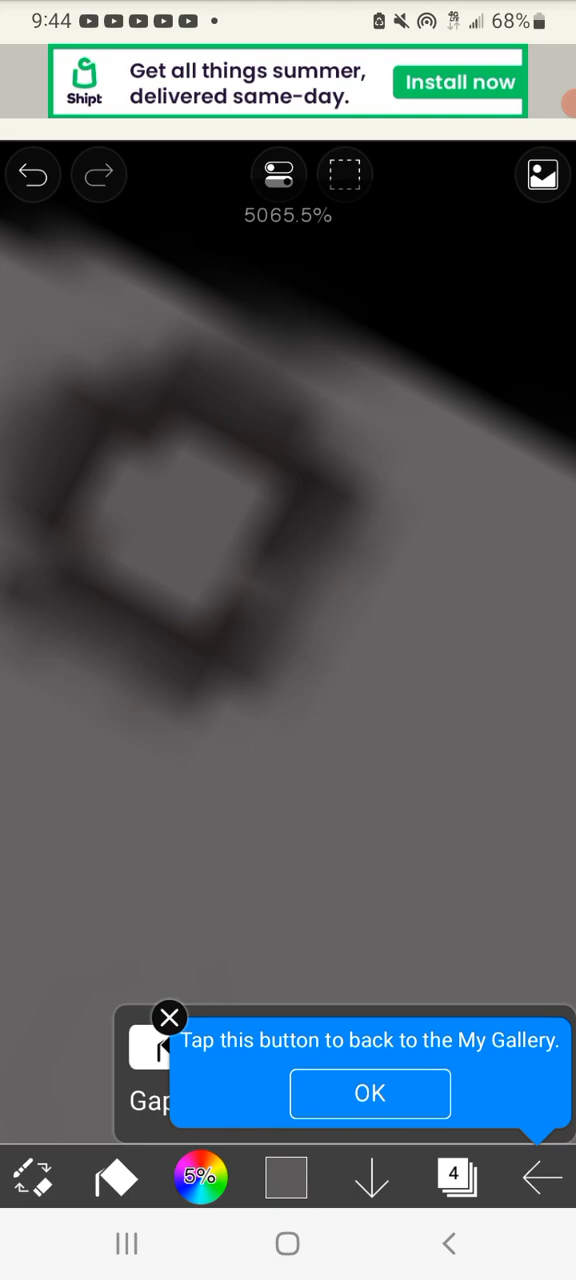 9:44
68%
Get all things summer,
delivered same-day.
Shipt
Install now
5065.5%
Tap this button to back to the My Gallery.
OK
Gap
5%
4